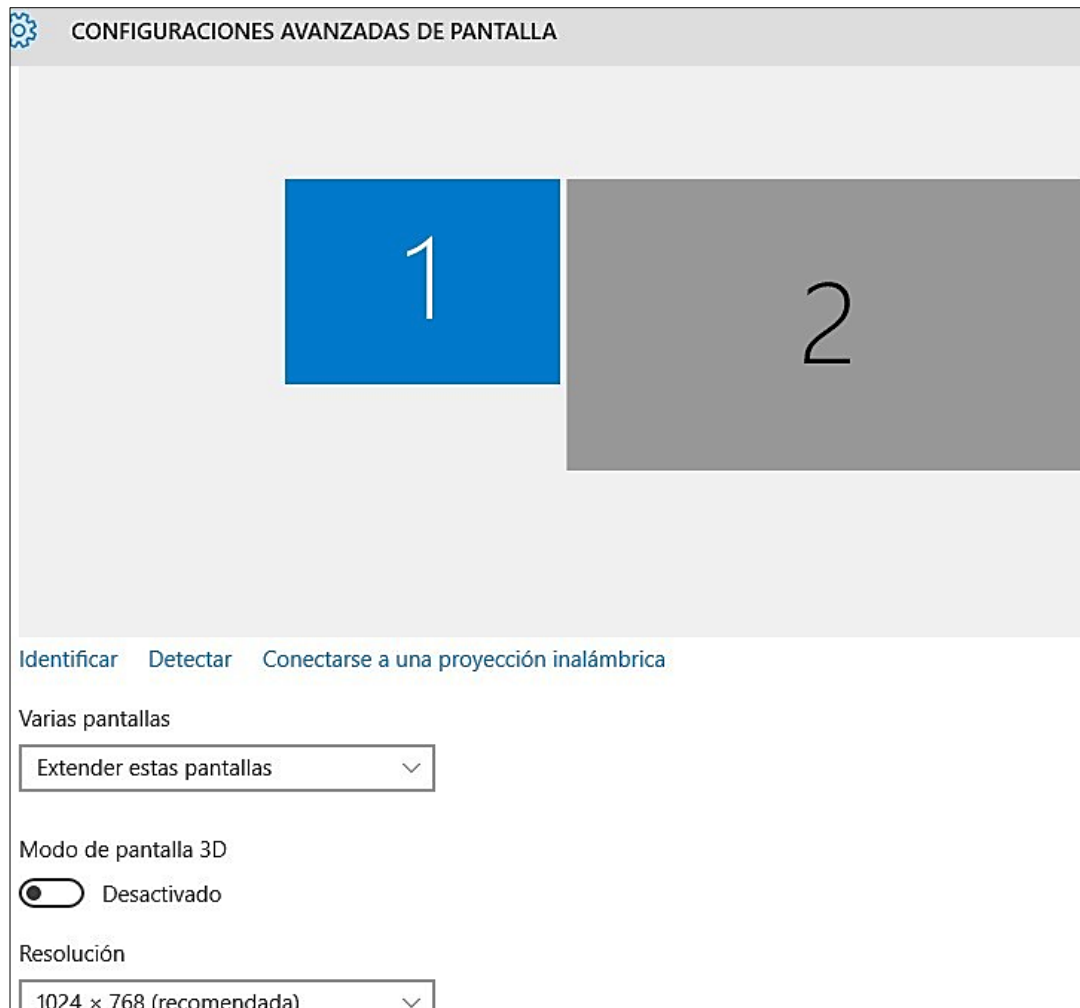 CONFIGURACIONES AVANZADAS DE PANTALLA
1
2
Identificar Detectar Conectarse a una proyección inalámbrica
Varias pantallas
Extender estas pantallas
Modo de pantalla 3D
Desactivado
Resolución
1024 × 768 (recomendada)